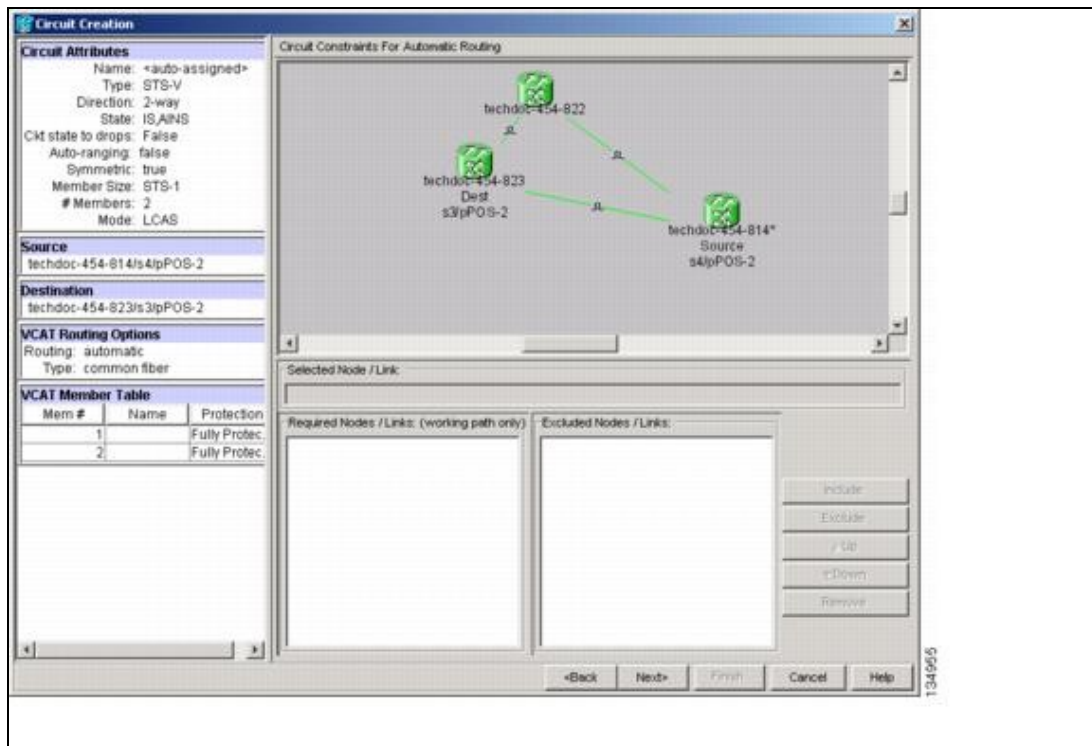 Circuit Creation
Circuit Attributes
Name: <auto-assigned>
Type: STS-V
Direction: 2-way
State: IS,AINS
Ckt state to drops: False
Auto-ranging: false
Symmetric: true
Member Size: STS-1
# Members: 2
Mode: LCAS
Source
techdoc-454-814/s4/pPOS-2
Destination
techdoc-454-823/s3/pPOS-2
VCAT Routing Options
Routing: automatic
Type: common fiber
VCAT Member Table
Mem # Name Protection
1 Fully Protec.
2 Fully Protec.
Circuit Constraints For Automatic Routing
techdoc-454-822
techdoc-454-823
Dest
s3/pPOS-2
techdoc-454-814*
Source
s4/pPOS-2
Selected Node / Link:
Required Nodes / Links: (working path only)
Excluded Nodes / Links:
Include
Exclude
Up
Down
Remove
<Back Next> Finish Cancel Help
134955